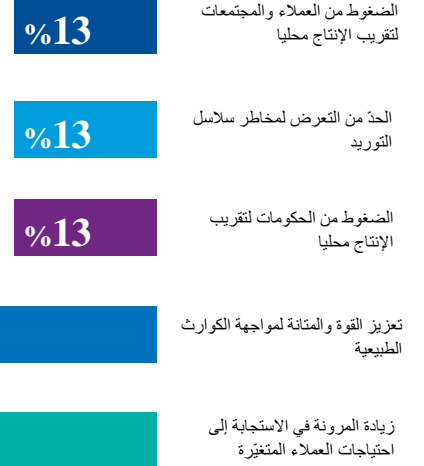 الضغوط من العملاء والمجتمعات
لتقريب الإنتاج محليا
%13
الحدّ من التعرض لمخاطر سلاسل
التوريد
%13
الضغوط من الحكومات لتقريب
الإنتاج محليا
%13
تعزيز القوة والمتانة لمواجهة الكوارث
الطبيعية
زيادة المرونة في الاستجابة إلى
احتياجات العملاء المتغيّرة